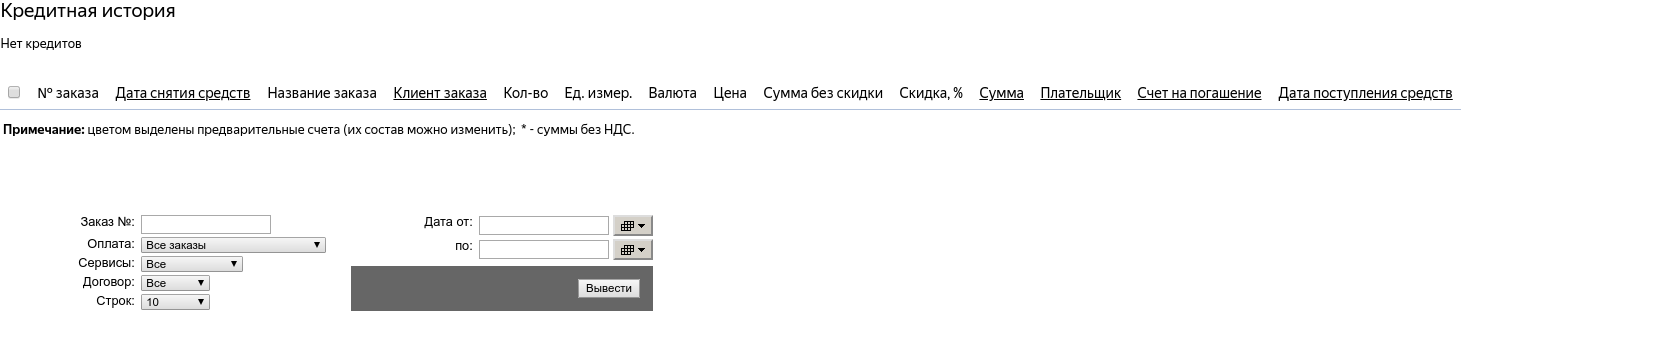 Кредитная история
Нет кредитов
№ заказа Дата снятия средств Название заказа Клиент заказа Кол-во Ед. измер. Валюта Цена Сумма без скидки Скидка, % Сумма Плательщик Счет на погашение Дата поступления средств
Примечание: цветом выделены предварительные счета (их состав можно изменить); * - суммы без НДС.
Заказ №:
Оплата: Все заказы
Сервисы: Все
Договор: Все
Строк: 10
Дата от:
по:
Вывести